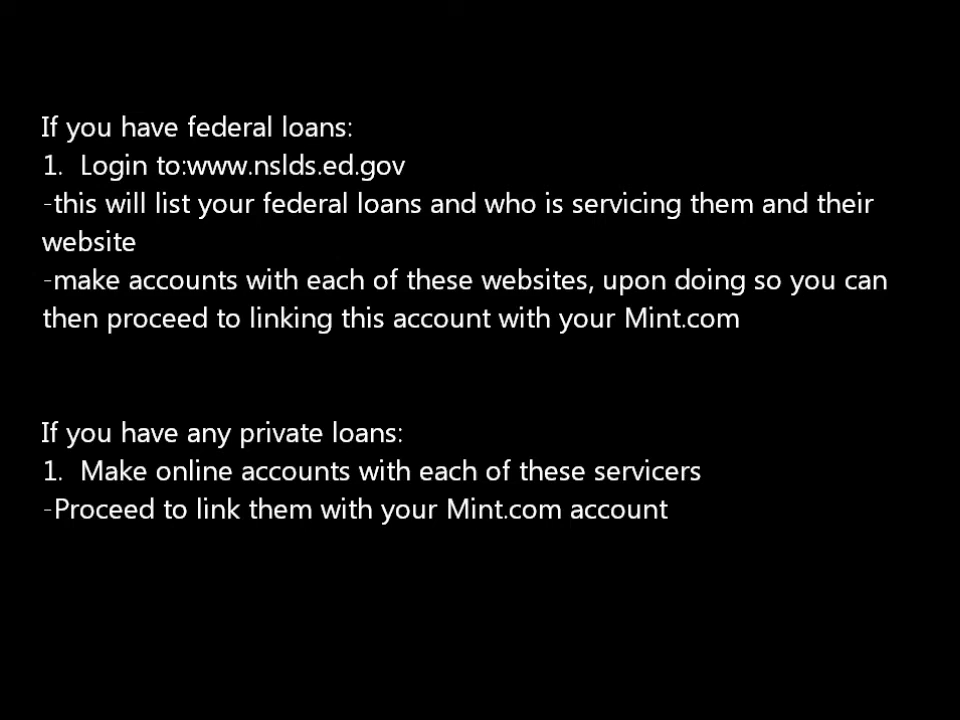 If you have federal loans:
1.  Login to:www.nslds.ed.gov
-this will list your federal loans and who is servicing them and their
website
-make accounts with each of these websites, upon doing so you can
then proceed to linking this account with your Mint.com
If you have any private loans:
1.  Make online accounts with each of these servicers
-Proceed to link them with your Mint.com account